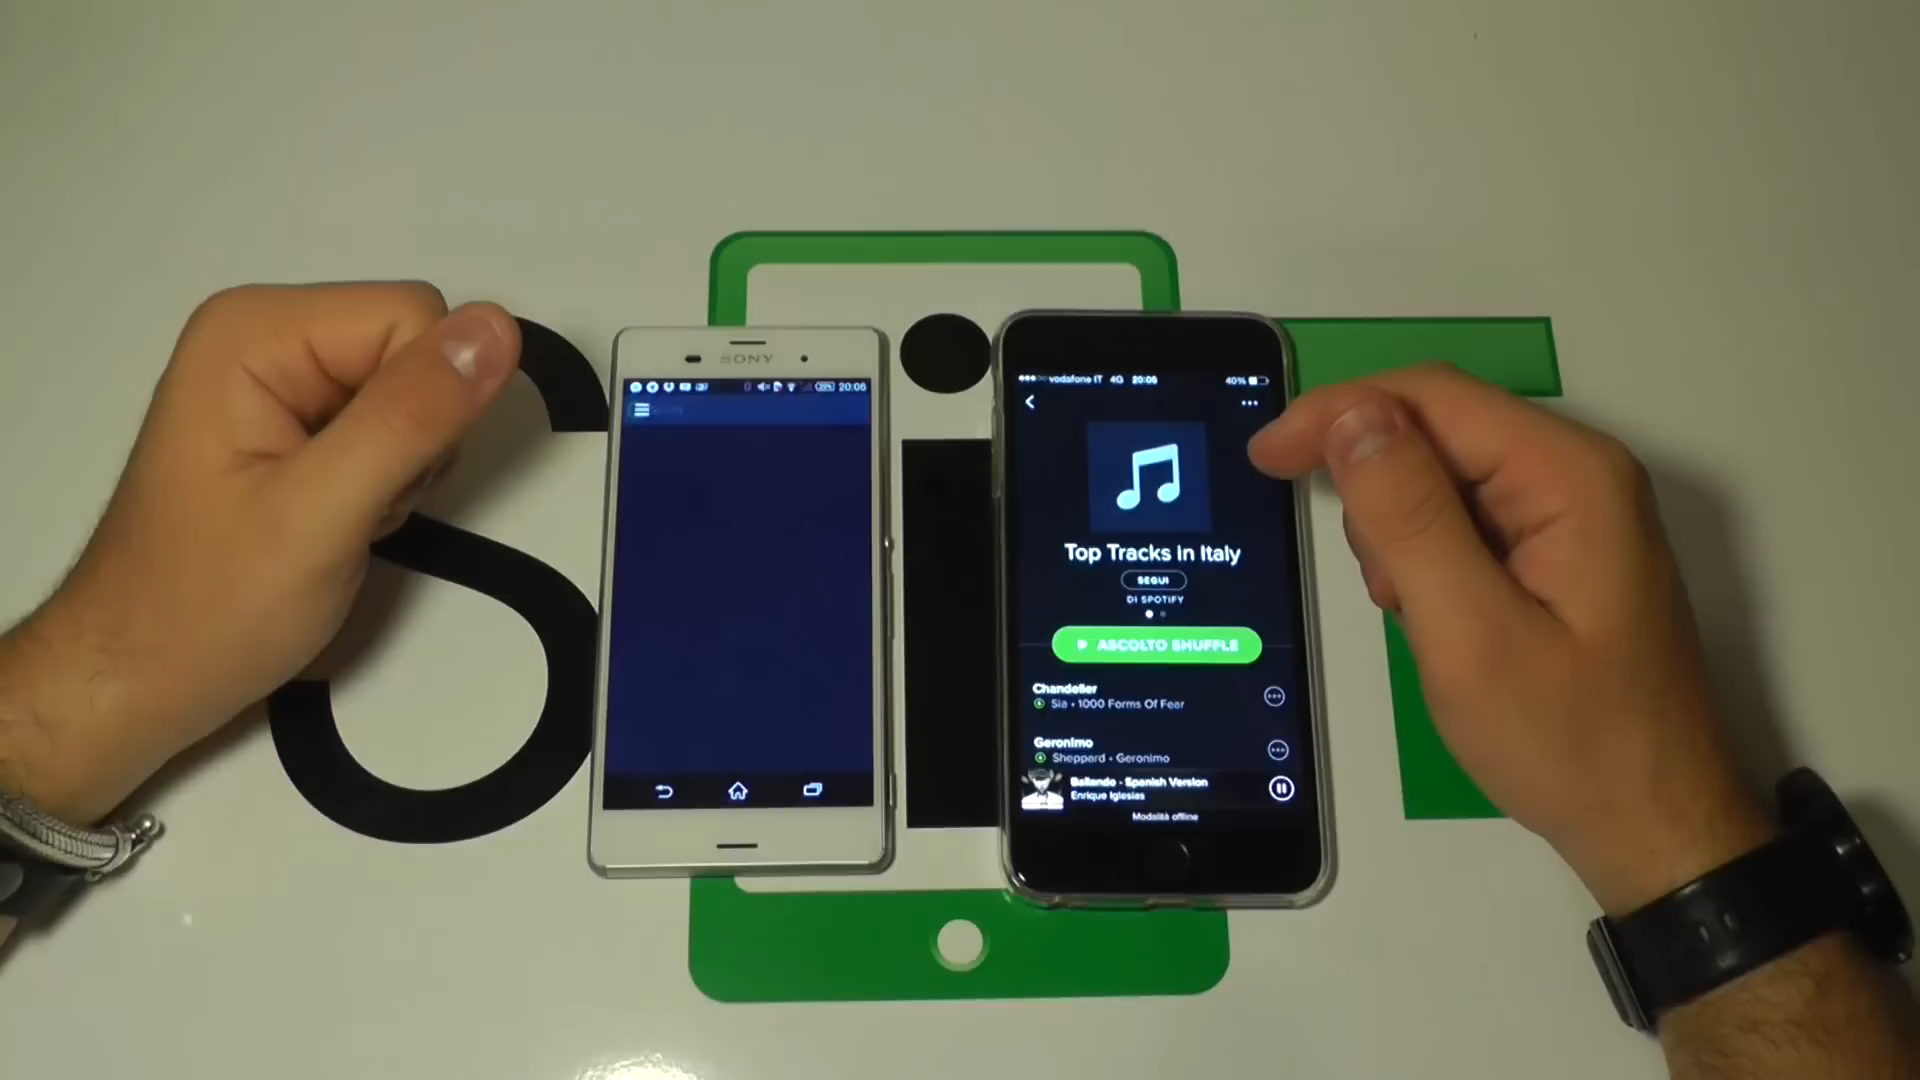 SiT
SONY
20:06
vodafone IT 4G 20:06 40%
Top Tracks in Italy
SEGUI
DI SPOTIFY
ASCOLTO SHUFFLE
Chandelier
Sia • 1000 Forms Of Fear
Geronimo
Sheppard • Geronimo
Bailando - Spanish Version
Enrique Iglesias
Modalità offline